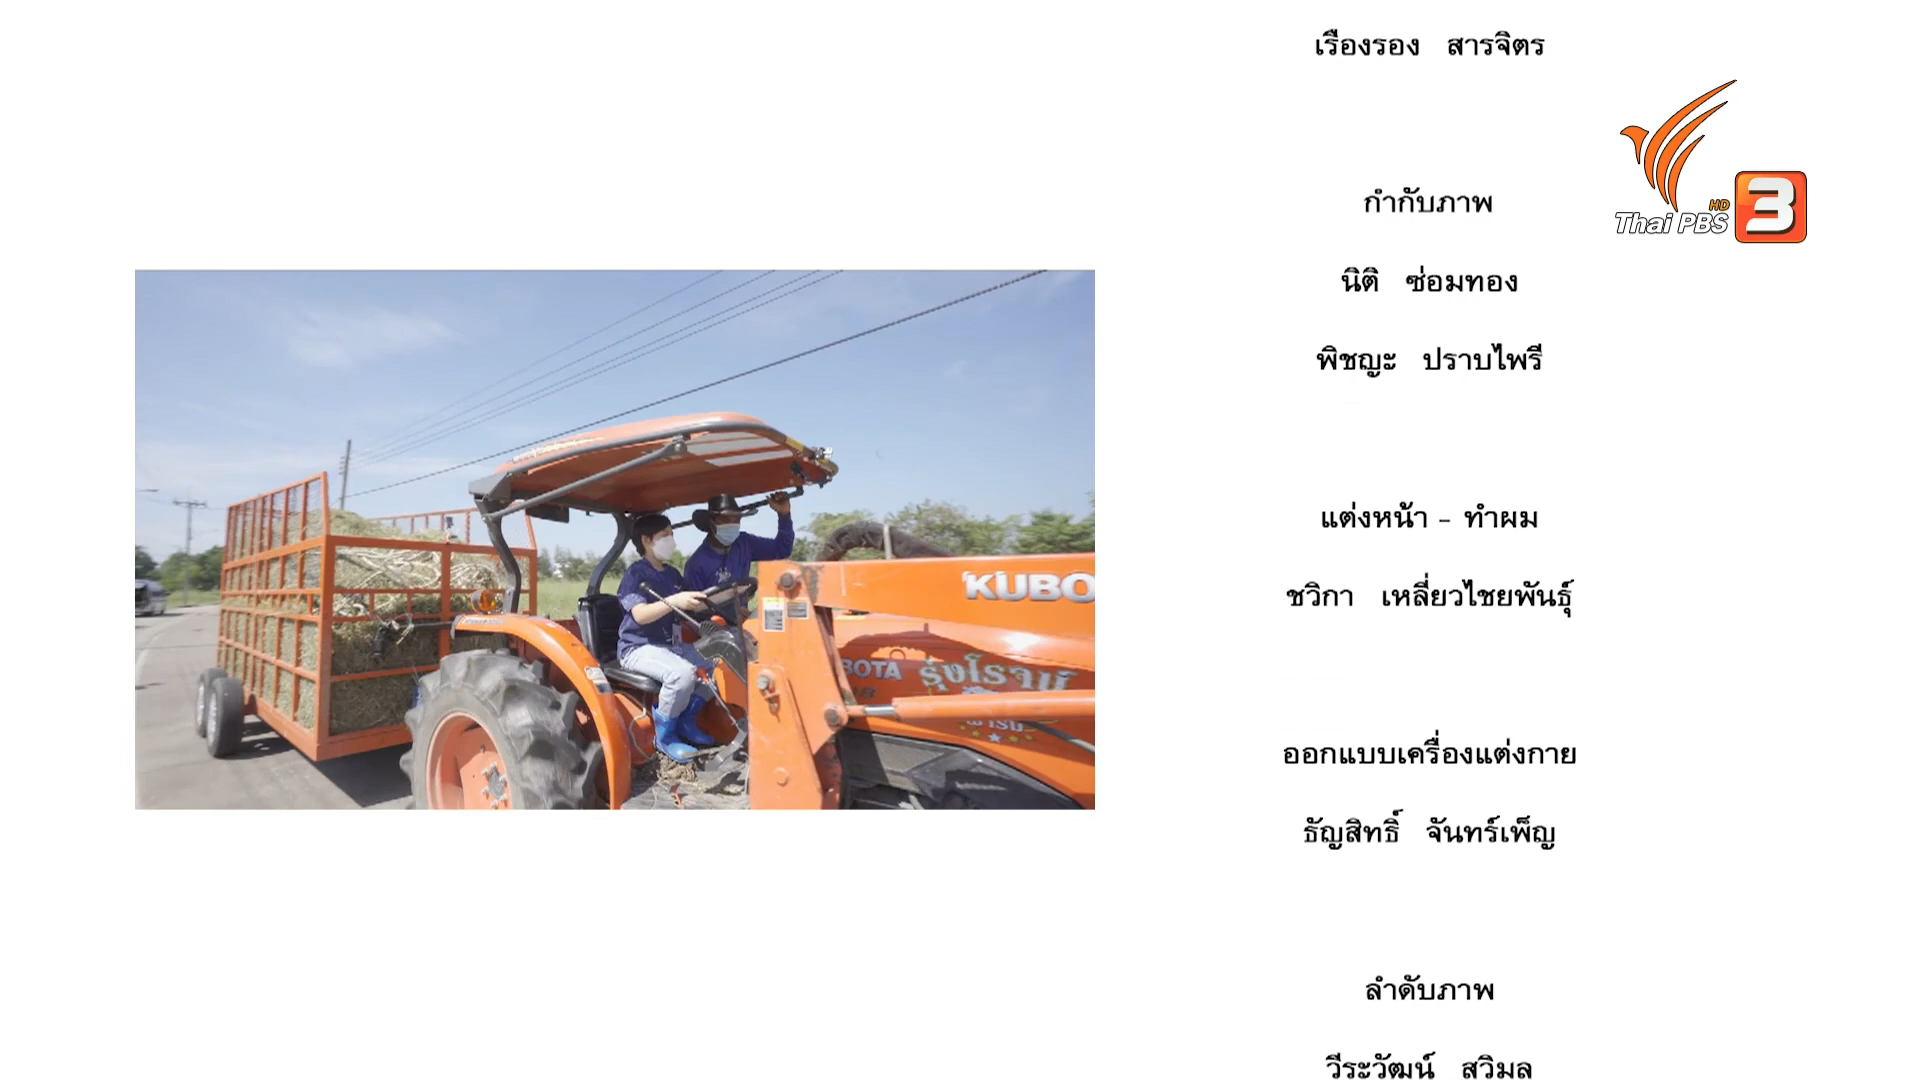 เรืองรอง สารจิตร
กำกับภาพ
นิติ ซ่อมทอง
พิชญะ ปราบไพรี
แต่งหน้า - ทำผม
ชวิกา เหลี่ยวไชยพันธุ์
ออกแบบเครื่องแต่งกาย
ธัญสิทธิ์ จันทร์เพ็ญ
ลำดับภาพ
วีระวัฒน์ สวิมล
Thai PBS HD 3
KUBO
BOTA รุ่งโรจน์
ฟาร์ม